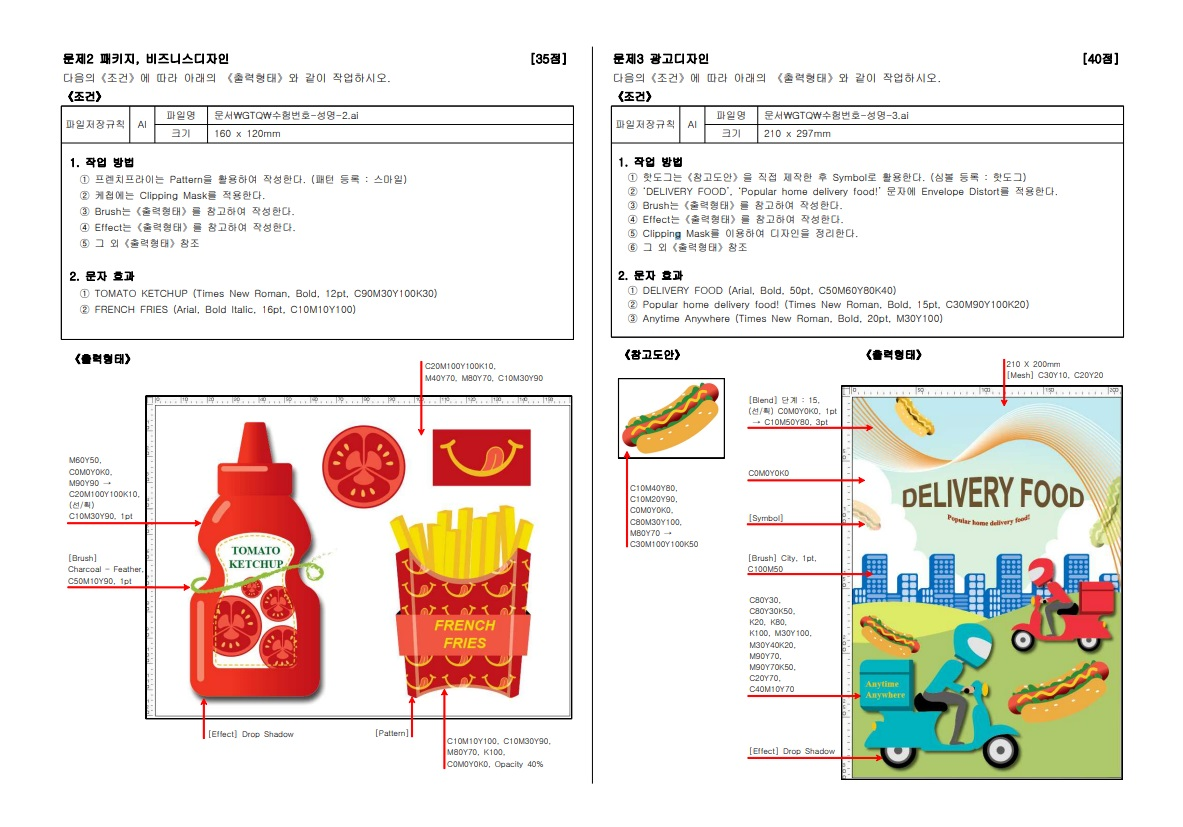 문제2 패키지, 비즈니스디자인 [35점]
다음의《조건》에 따라 아래의 《출력형태》와 같이 작업하시오.
《조건》
파일저장규칙 AI 파일명 문서₩GTQ₩수험번호-성명-2.ai
크기 160 x 120mm
1. 작업 방법
① 프렌치프라이는 Pattern을 활용하여 작성한다. (패턴 등록 : 스마일)
② 케첩에는 Clipping Mask를 적용한다.
③ Brush는《출력형태》를 참고하여 작성한다.
④ Effect는《출력형태》를 참고하여 작성한다.
⑤ 그 외《출력형태》참조
2. 문자 효과
① TOMATO KETCHUP (Times New Roman, Bold, 12pt, C90M30Y100K30)
② FRENCH FRIES (Arial, Bold Italic, 16pt, C10M10Y100)
《출력형태》
C20M100Y100K10,
M40Y70, M80Y70, C10M30Y90
M60Y50,
C0M0Y0K0,
M90Y90 →
C20M100Y100K10,
(선/획)
C10M30Y90, 1pt
[Brush]
Charcoal - Feather,
C50M10Y90, 1pt
TOMATO
KETCHUP
FRENCH
FRIES
[Effect] Drop Shadow
[Pattern]
C10M10Y100, C10M30Y90,
M80Y70, K100,
C0M0Y0K0, Opacity 40%
문제3 광고디자인 [40점]
다음의《조건》에 따라 아래의 《출력형태》와 같이 작업하시오.
《조건》
파일저장규칙 AI 파일명 문서₩GTQ₩수험번호-성명-3.ai
크기 210 x 297mm
1. 작업 방법
① 핫도그는《참고도안》을 직접 제작한 후 Symbol로 활용한다. (심볼 등록 : 핫도그)
② 'DELIVERY FOOD', 'Popular home delivery food!' 문자에 Envelope Distort를 적용한다.
③ Brush는《출력형태》를 참고하여 작성한다.
④ Effect는《출력형태》를 참고하여 작성한다.
⑤ Clipping Mask를 이용하여 디자인을 정리한다.
⑥ 그 외《출력형태》참조
2. 문자 효과
① DELIVERY FOOD (Arial, Bold, 50pt, C50M60Y80K40)
② Popular home delivery food! (Times New Roman, Bold, 15pt, C30M90Y100K20)
③ Anytime Anywhere (Times New Roman, Bold, 20pt, M30Y100)
《참고도안》
《출력형태》
210 X 200mm
[Mesh] C30Y10, C20Y20
C10M40Y80,
C10M20Y90,
C0M0Y0K0,
C80M30Y100,
M80Y70 →
C30M100Y100K50
[Blend] 단계 : 15,
(선/획) C0M0Y0K0, 1pt
→ C10M50Y80, 3pt
C0M0Y0K0
[Symbol]
[Brush] City, 1pt,
C100M50
C80Y30,
C80Y30K50,
K20, K80,
K100, M30Y100,
M30Y40K20,
M90Y70,
M90Y70K50,
C20Y70,
C40M10Y70
[Effect] Drop Shadow
DELIVERY FOOD
Popular home delivery food!
Anytime
Anywhere